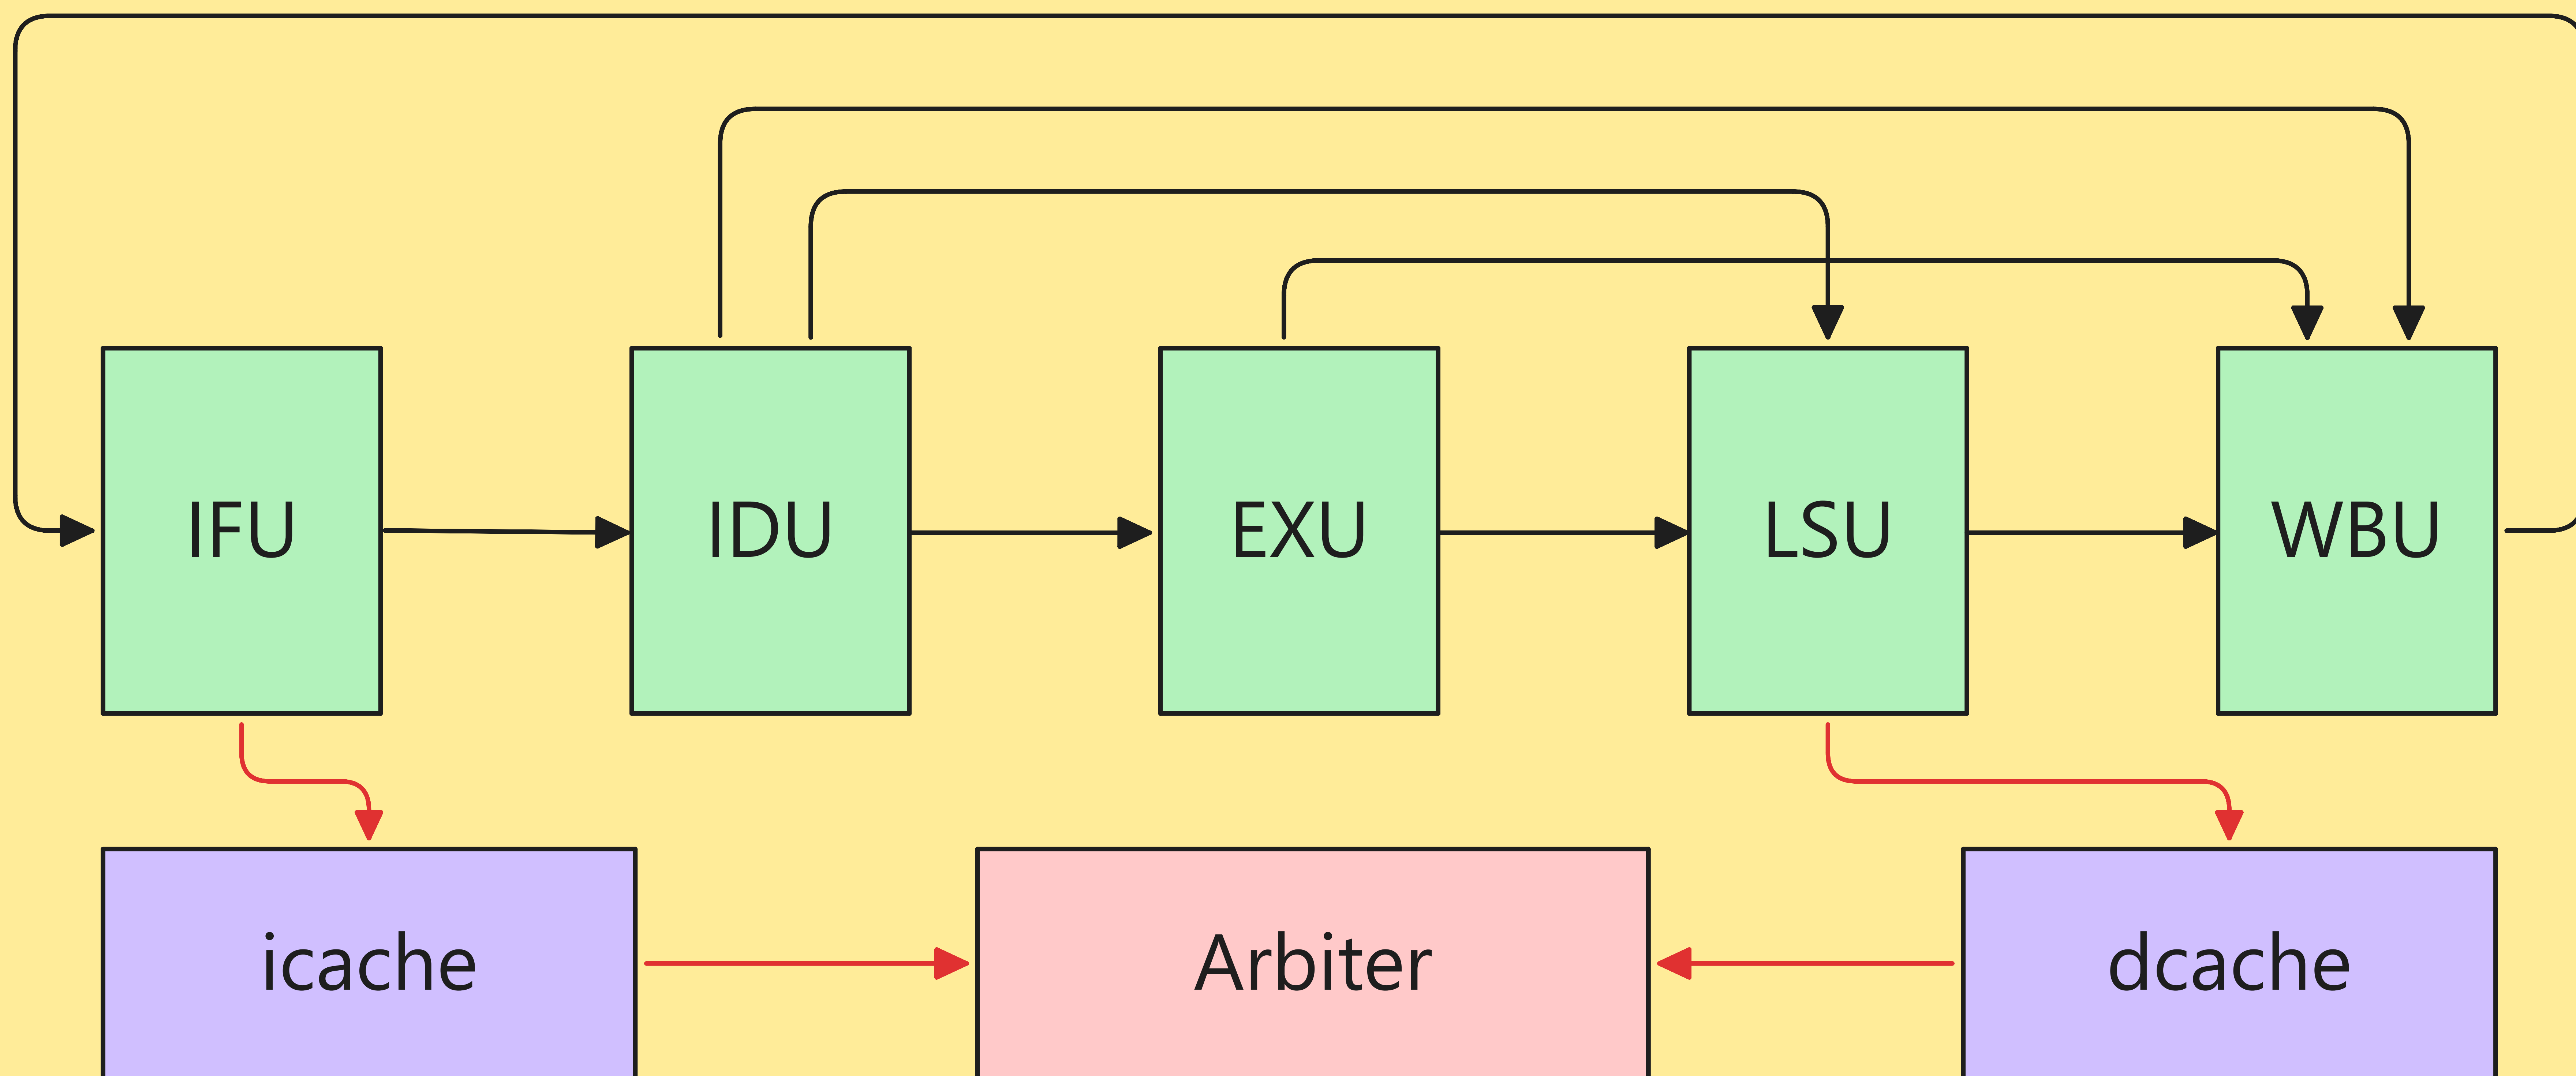 IFU
IDU
EXU
LSU
WBU
icache
Arbiter
dcache